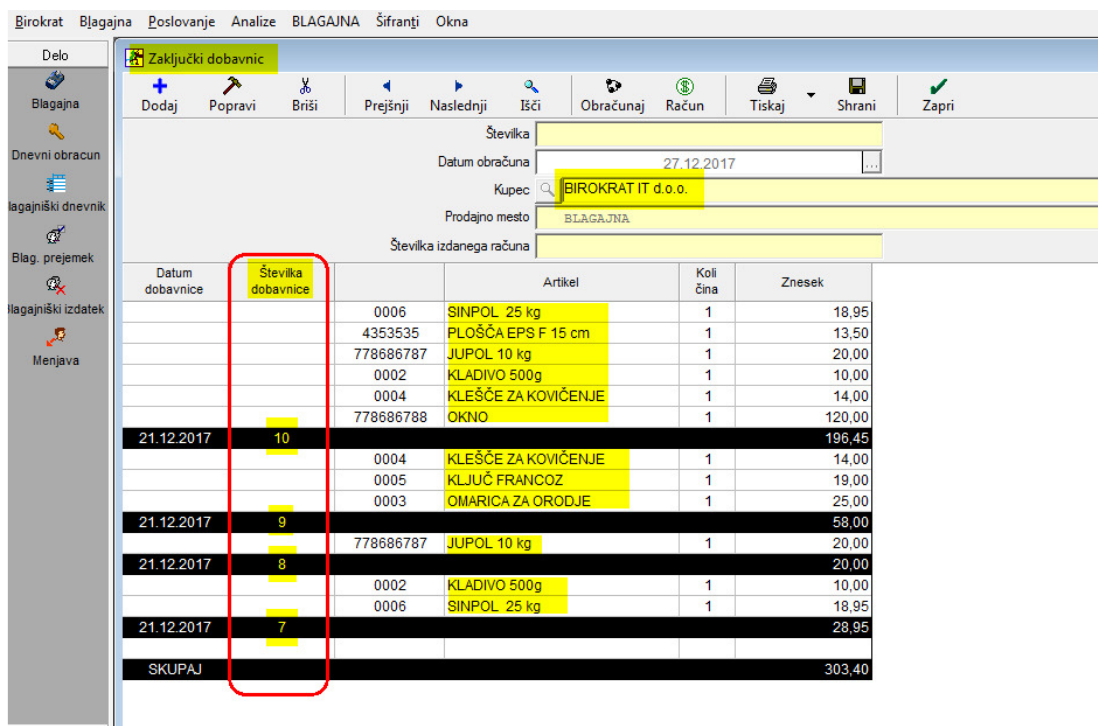 Birokrat Blagajna Poslovanje Analize BLAGAJNA Šifranti Okna
Delo
Blagajna
Dnevni obracun
lagajniški dnevnik
Blag. prejemek
Blagajniški izdatek
Menjava
Zaključki dobavnic
Dodaj Popravi Briši Prejšnji Naslednji Išči Obračunaj Račun Tiskaj Shrani Zapri
Številka
Datum obračuna 27.12.2017 ...
Kupec BIROKRAT IT d.o.o.
Prodajno mesto BLAGAJNA
Številka izdanega računa
Datum dobavnice Številka dobavnice Artikel Koli čina Znesek
0006 SINPOL 25 kg 1 18,95
4353535 PLOŠČA EPS F 15 cm 1 13,50
778686787 JUPOL 10 kg 1 20,00
0002 KLADIVO 500g 1 10,00
0004 KLEŠČE ZA KOVIČENJE 1 14,00
778686788 OKNO 1 120,00
21.12.2017 10 196,45
0004 KLEŠČE ZA KOVIČENJE 1 14,00
0005 KLJUČ FRANCOZ 1 19,00
0003 OMARICA ZA ORODJE 1 25,00
21.12.2017 9 58,00
778686787 JUPOL 10 kg 1 20,00
21.12.2017 8 20,00
0002 KLADIVO 500g 1 10,00
0006 SINPOL 25 kg 1 18,95
21.12.2017 7 28,95
SKUPAJ 303,40